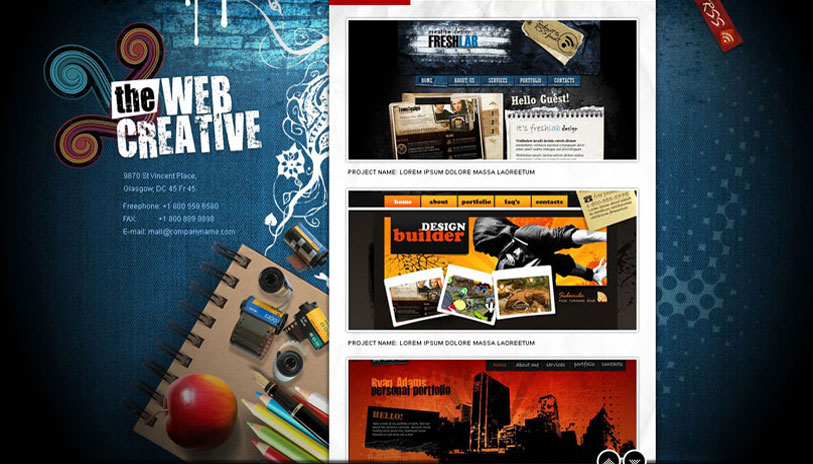 the WEB
CREATIVE
9870 St Vincent Place,
Glasgow, DC 45 Fr 45.
Freephone: +1 800 559 6580
FAX: +1 800 889 9898
E-mail: mail@companyname.com
creative design
FRESHLAB
HOME
ABOUT US
SERVICES
PORTFOLIO
CONTACTS
Hello Guest!
it's freshlab design
PROJECT NAME: LOREM IPSUM DOLORE MASSA LAOREETUM
home
about
portfolio
faq's
contacts
DESIGN
builder
Subscribe
PROJECT NAME: LOREM IPSUM DOLORE MASSA LAOREETUM
home
about me
services
portfolio
contacts
Ryan Adams
personal portfolio
HELLO!
RSS